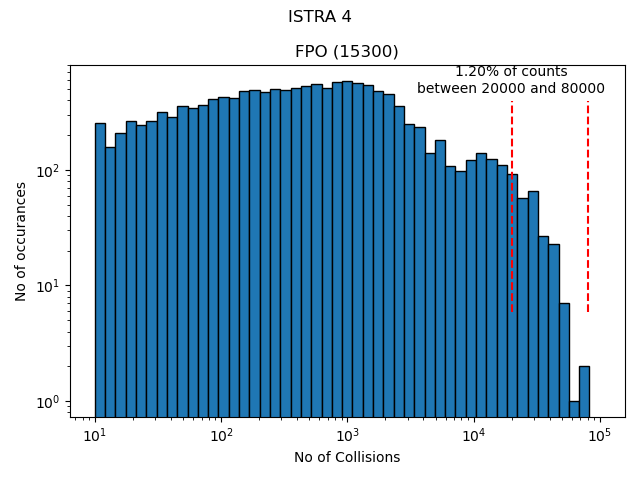 ISTRA 4
FPO (15300)
1.20% of counts
between 20000 and 80000
No of occurances
10²
10¹
10⁰
10¹ 10² 10³ 10⁴ 10⁵
No of Collisions